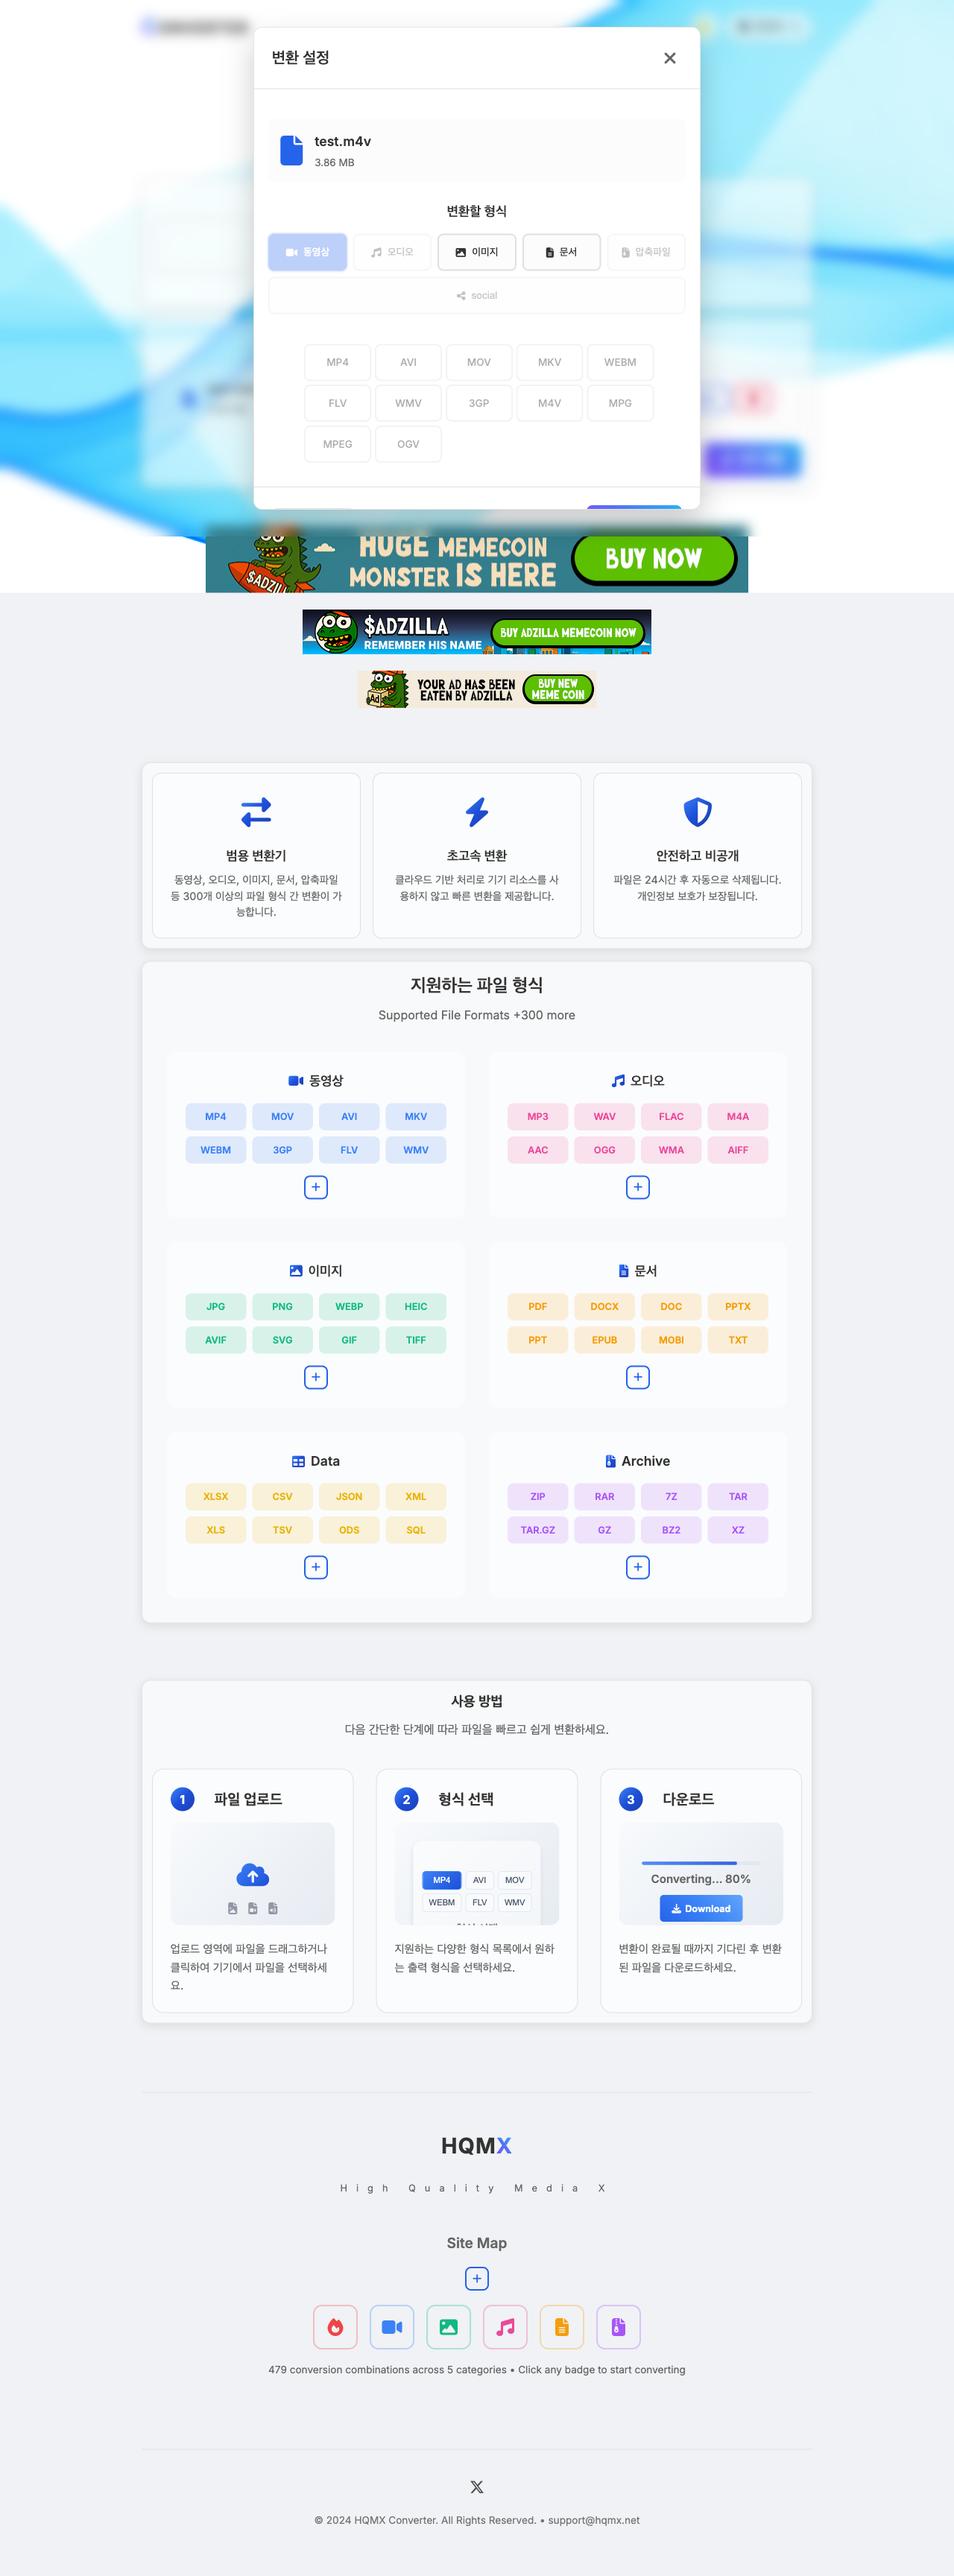 변환 설정
test.m4v
3.86 MB
변환할 형식
동영상
오디오
이미지
문서
압축파일
social
MP4
AVI
MOV
MKV
WEBM
FLV
WMV
3GP
M4V
MPG
MPEG
OGV
HUGE MEMECOIN
MONSTER IS HERE
BUY NOW
$ADZILLA
REMEMBER HIS NAME
BUY ADZILLA MEMECOIN NOW
Ad
YOUR AD HAS BEEN
EATEN BY ADZILLA
BUY NEW
MEME COIN
범용 변환기
동영상, 오디오, 이미지, 문서, 압축파일
등 300개 이상의 파일 형식 간 변환이 가
능합니다.
초고속 변환
클라우드 기반 처리로 기기 리소스를 사
용하지 않고 빠른 변환을 제공합니다.
안전하고 비공개
파일은 24시간 후 자동으로 삭제됩니다.
개인정보 보호가 보장됩니다.
지원하는 파일 형식
Supported File Formats +300 more
동영상
MP4
MOV
AVI
MKV
WEBM
3GP
FLV
WMV
오디오
MP3
WAV
FLAC
M4A
AAC
OGG
WMA
AIFF
이미지
JPG
PNG
WEBP
HEIC
AVIF
SVG
GIF
TIFF
문서
PDF
DOCX
DOC
PPTX
PPT
EPUB
MOBI
TXT
Data
XLSX
CSV
JSON
XML
XLS
TSV
ODS
SQL
Archive
ZIP
RAR
7Z
TAR
TAR.GZ
GZ
BZ2
XZ
사용 방법
다음 간단한 단계에 따라 파일을 빠르고 쉽게 변환하세요.
1 파일 업로드
업로드 영역에 파일을 드래그하거나
클릭하여 기기에서 파일을 선택하세
요.
2 형식 선택
MP4
AVI
MOV
WEBM
FLV
WMV
지원하는 다양한 형식 목록에서 원하
는 출력 형식을 선택하세요.
3 다운로드
Converting... 80%
Download
변환이 완료될 때까지 기다린 후 변환
된 파일을 다운로드하세요.
HQMX
High Quality Media X
Site Map
479 conversion combinations across 5 categories • Click any badge to start converting
© 2024 HQMX Converter. All Rights Reserved. • support@hqmx.net